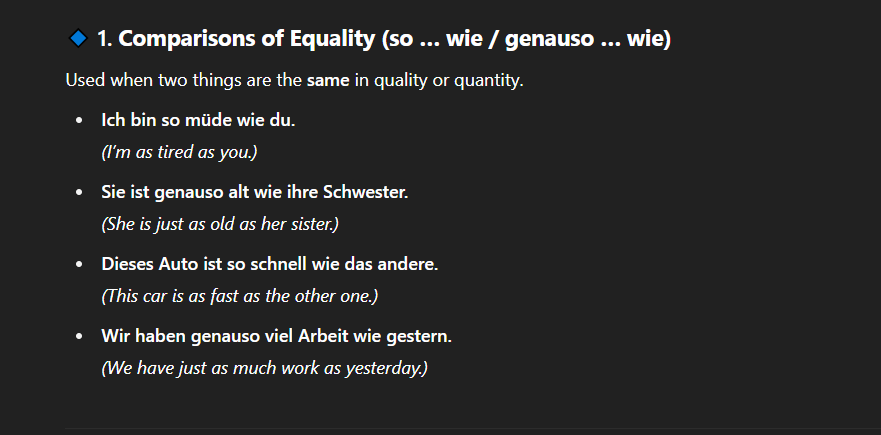 1. Comparisons of Equality (so … wie / genauso … wie)
Used when two things are the same in quality or quantity.
• Ich bin so müde wie du.
(I'm as tired as you.)
• Sie ist genauso alt wie ihre Schwester.
(She is just as old as her sister.)
• Dieses Auto ist so schnell wie das andere.
(This car is as fast as the other one.)
• Wir haben genauso viel Arbeit wie gestern.
(We have just as much work as yesterday.)